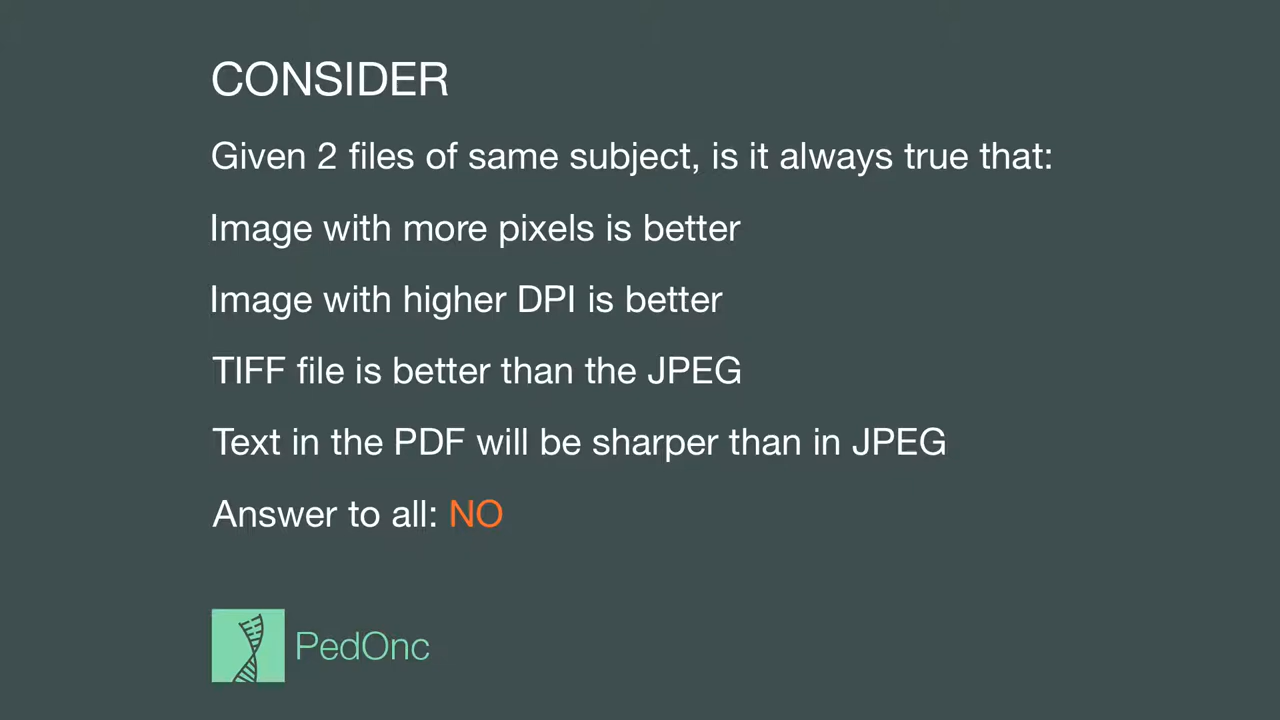 CONSIDER
Given 2 files of same subject, is it always true that:
Image with more pixels is better
Image with higher DPI is better
TIFF file is better than the JPEG
Text in the PDF will be sharper than in JPEG
Answer to all: NO
PedOnc